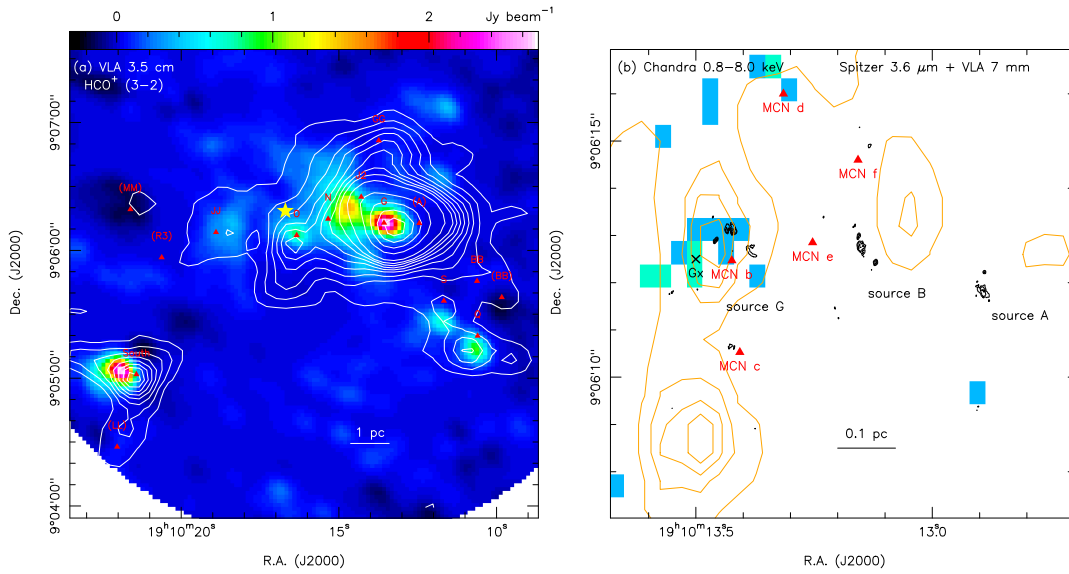 0
1
2
Jy beam⁻¹
(a) VLA 3.5 cm
HCO⁺ (3−2)
(MM)
(R3)
N
G
(A)
BB
(BB)
S
Q
(LL)
1 pc
9°07'00"
9°06'00"
9°05'00"
9°04'00"
Dec. (J2000)
19ʰ10ᵐ20ˢ
15ˢ
10ˢ
R.A. (J2000)
(b) Chandra 0.8−8.0 keV
Spitzer 3.6 μm + VLA 7 mm
MCN d
MCN f
MCN e
Gx
MCN b
source G
source B
source A
MCN c
0.1 pc
9°06'15"
9°06'10"
Dec. (J2000)
19ʰ10ᵐ13ˢ.5
13ˢ.0
R.A. (J2000)